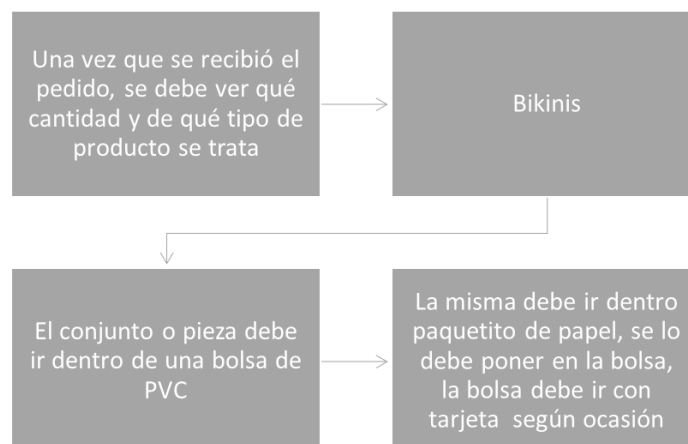 Una vez que se recibió el
pedido, se debe ver qué
cantidad y de qué tipo de
producto se trata
Bikinis
El conjunto o pieza debe
ir dentro de una bolsa de
PVC
La misma debe ir dentro
paquetito de papel, se lo
debe poner en la bolsa,
la bolsa debe ir con
tarjeta según ocasión